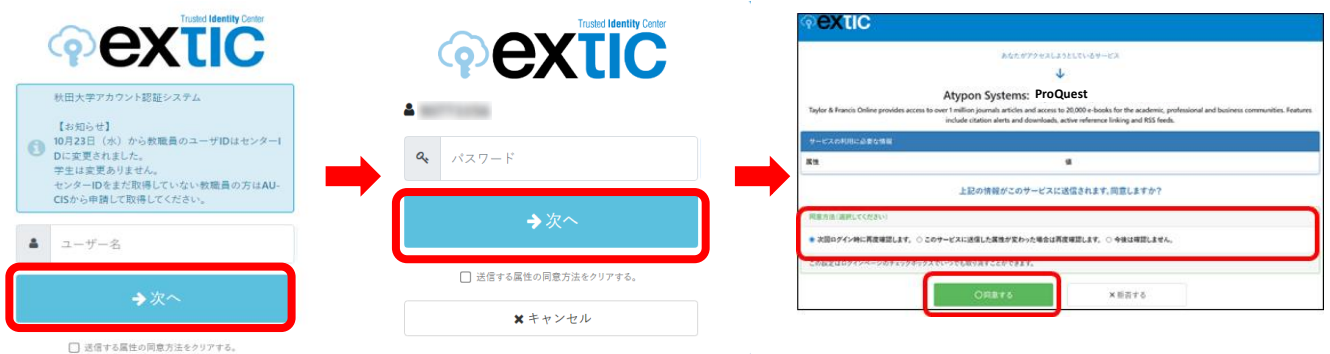 Trusted Identity Center
extic
秋田大学アカウント認証システム
【お知らせ】
10月23日（水）から教職員のユーザIDはセンターI
Dに変更されました。
学生は変更ありません。
センターIDをまだ取得していない教職員の方はAU-
CISから申請して取得してください。
ユーザー名
次へ
送信する属性の同意方法をクリアする。
Trusted Identity Center
extic
パスワード
次へ
送信する属性の同意方法をクリアする。
キャンセル
extic
あなたがアクセスしようとしているサービス
Atypon Systems: ProQuest
Taylor & Francis Online provides access to over 1 million journals articles and access to 20,000 e-books for the academic, professional and business communities. Features
include citation alerts and downloads, active reference linking and RSS feeds.
サービスの利用に必要な情報
属性 値
上記の情報がこのサービスに送信されます, 同意しますか?
同意方法（選択してください）
次回ログイン時に再度確認します。 このサービスに送信した属性が変わった場合は再度確認します。 今後は確認しません。
この設定はログインページのチェックボックスでいつでも取り消すことができます。
同意する 拒否する